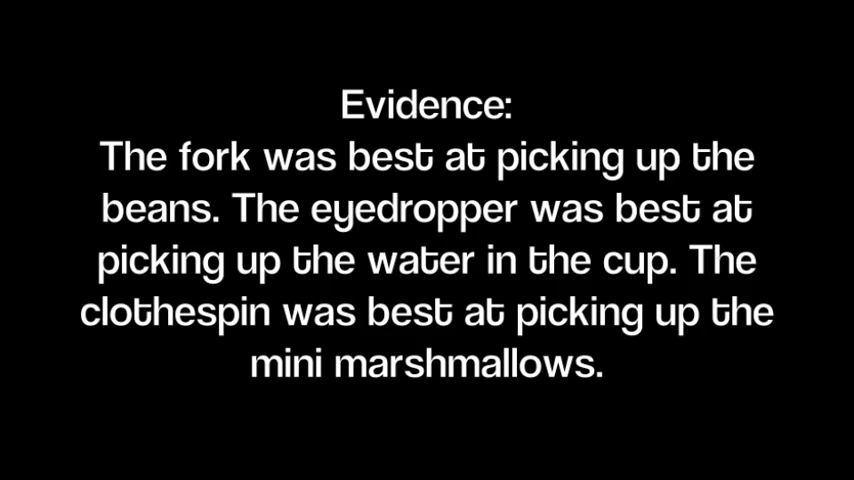 Evidence:
The fork was best at picking up the
beans. The eyedropper was best at
picking up the water in the cup. The
clothespin was best at picking up the
mini marshmallows.